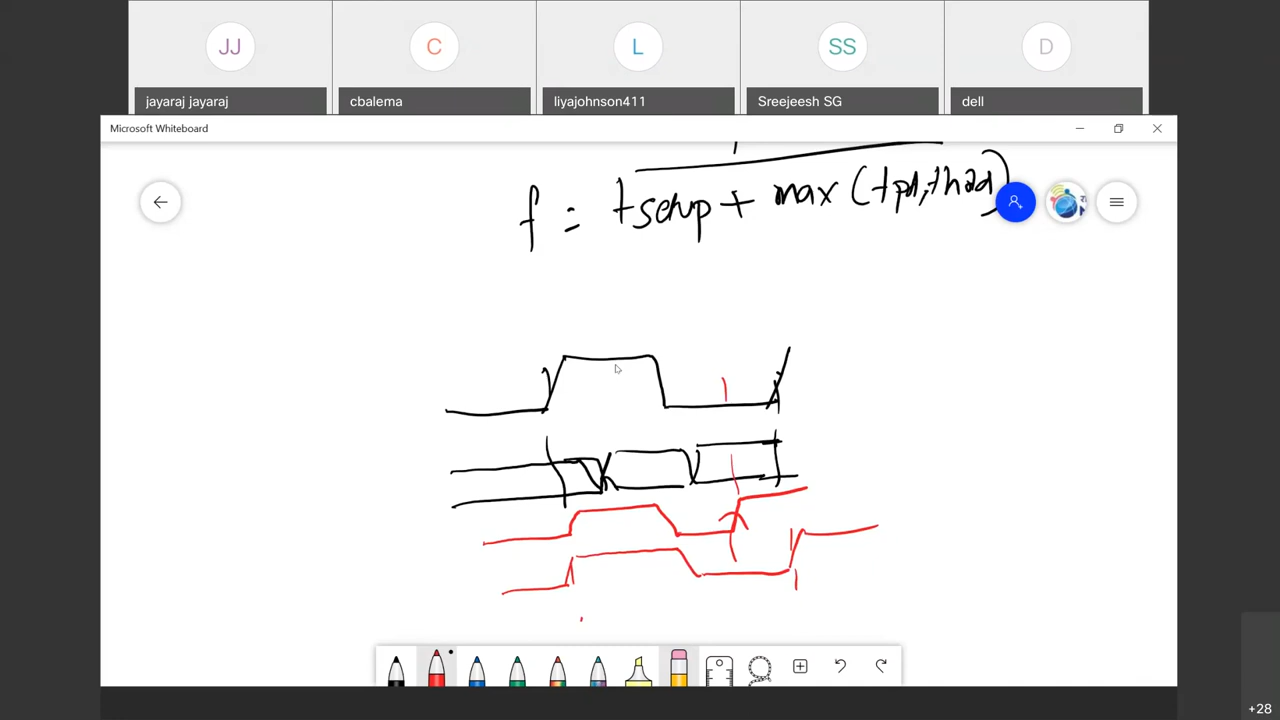 JJ C L SS D
jayaraj jayaraj cbalema liyajohnson411 Sreejeesh SG dell
Microsoft Whiteboard
f = tsetup + max (tpd, thold)
+28